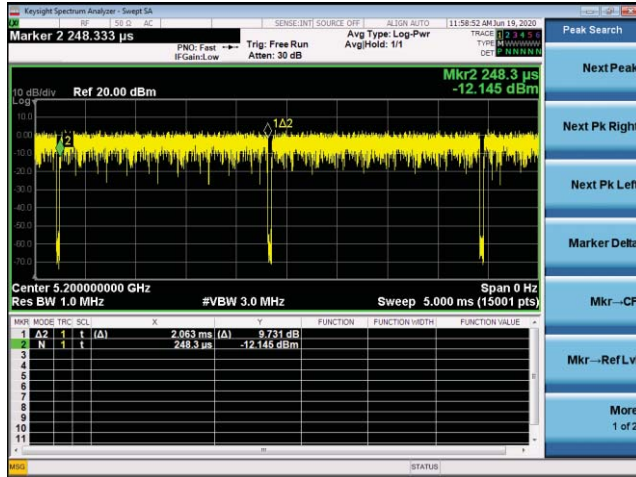 Keysight Spectrum Analyzer - Swept SA
RF 50 Ω AC SENSE:INT SOURCE OFF ALIGN AUTO 11:58:52 AM Jun 19, 2020
Marker 2 248.333 µs
PNO: Fast Trig: Free Run Avg Type: Log-Pwr TRACE 1 2 3 4 5 6
IFGain:Low Atten: 30 dB Avg|Hold: 1/1 TYPE M WWWWW
DET P N N N N N
Mkr2 248.3 µs
10 dB/div Ref 20.00 dBm -12.145 dBm
Log
10.0
0.00
-10.0
-20.0
-30.0
-40.0
-50.0
-60.0
-70.0
2
1Δ2
Center 5.200000000 GHz Span 0 Hz
Res BW 1.0 MHz #VBW 3.0 MHz Sweep 5.000 ms (15001 pts)
MKR MODE TRC SCL X Y FUNCTION FUNCTION WIDTH FUNCTION VALUE
1 Δ2 1 t (Δ) 2.063 ms (Δ) 9.731 dB
2 N 1 t 248.3 µs -12.145 dBm
3
4
5
6
7
8
9
10
11
MSG STATUS
Peak Search
Next Peak
Next Pk Right
Next Pk Left
Marker Delta
Mkr→CF
Mkr→Ref Lv
More
1 of 2